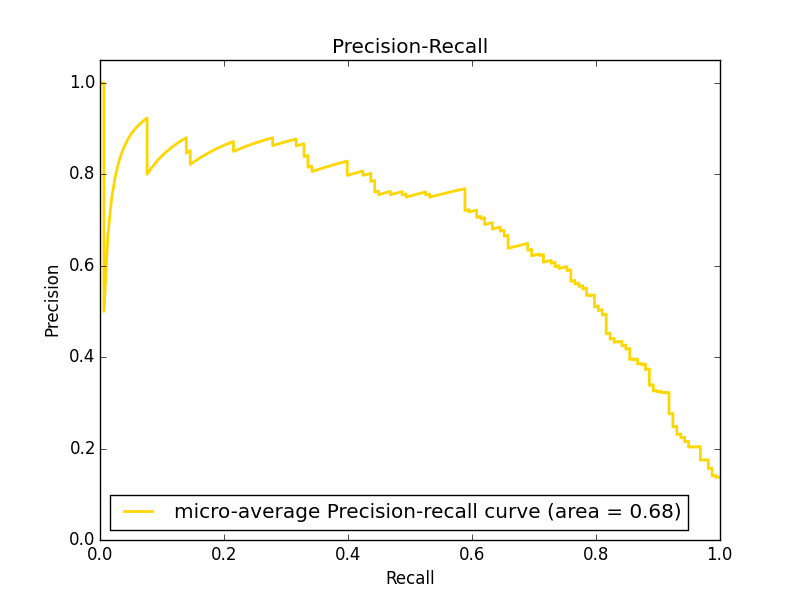 Precision-Recall
1.0
0.8
0.6
0.4
0.2
0.0
Precision
micro-average Precision-recall curve (area = 0.68)
0.0 0.2 0.4 0.6 0.8 1.0
Recall